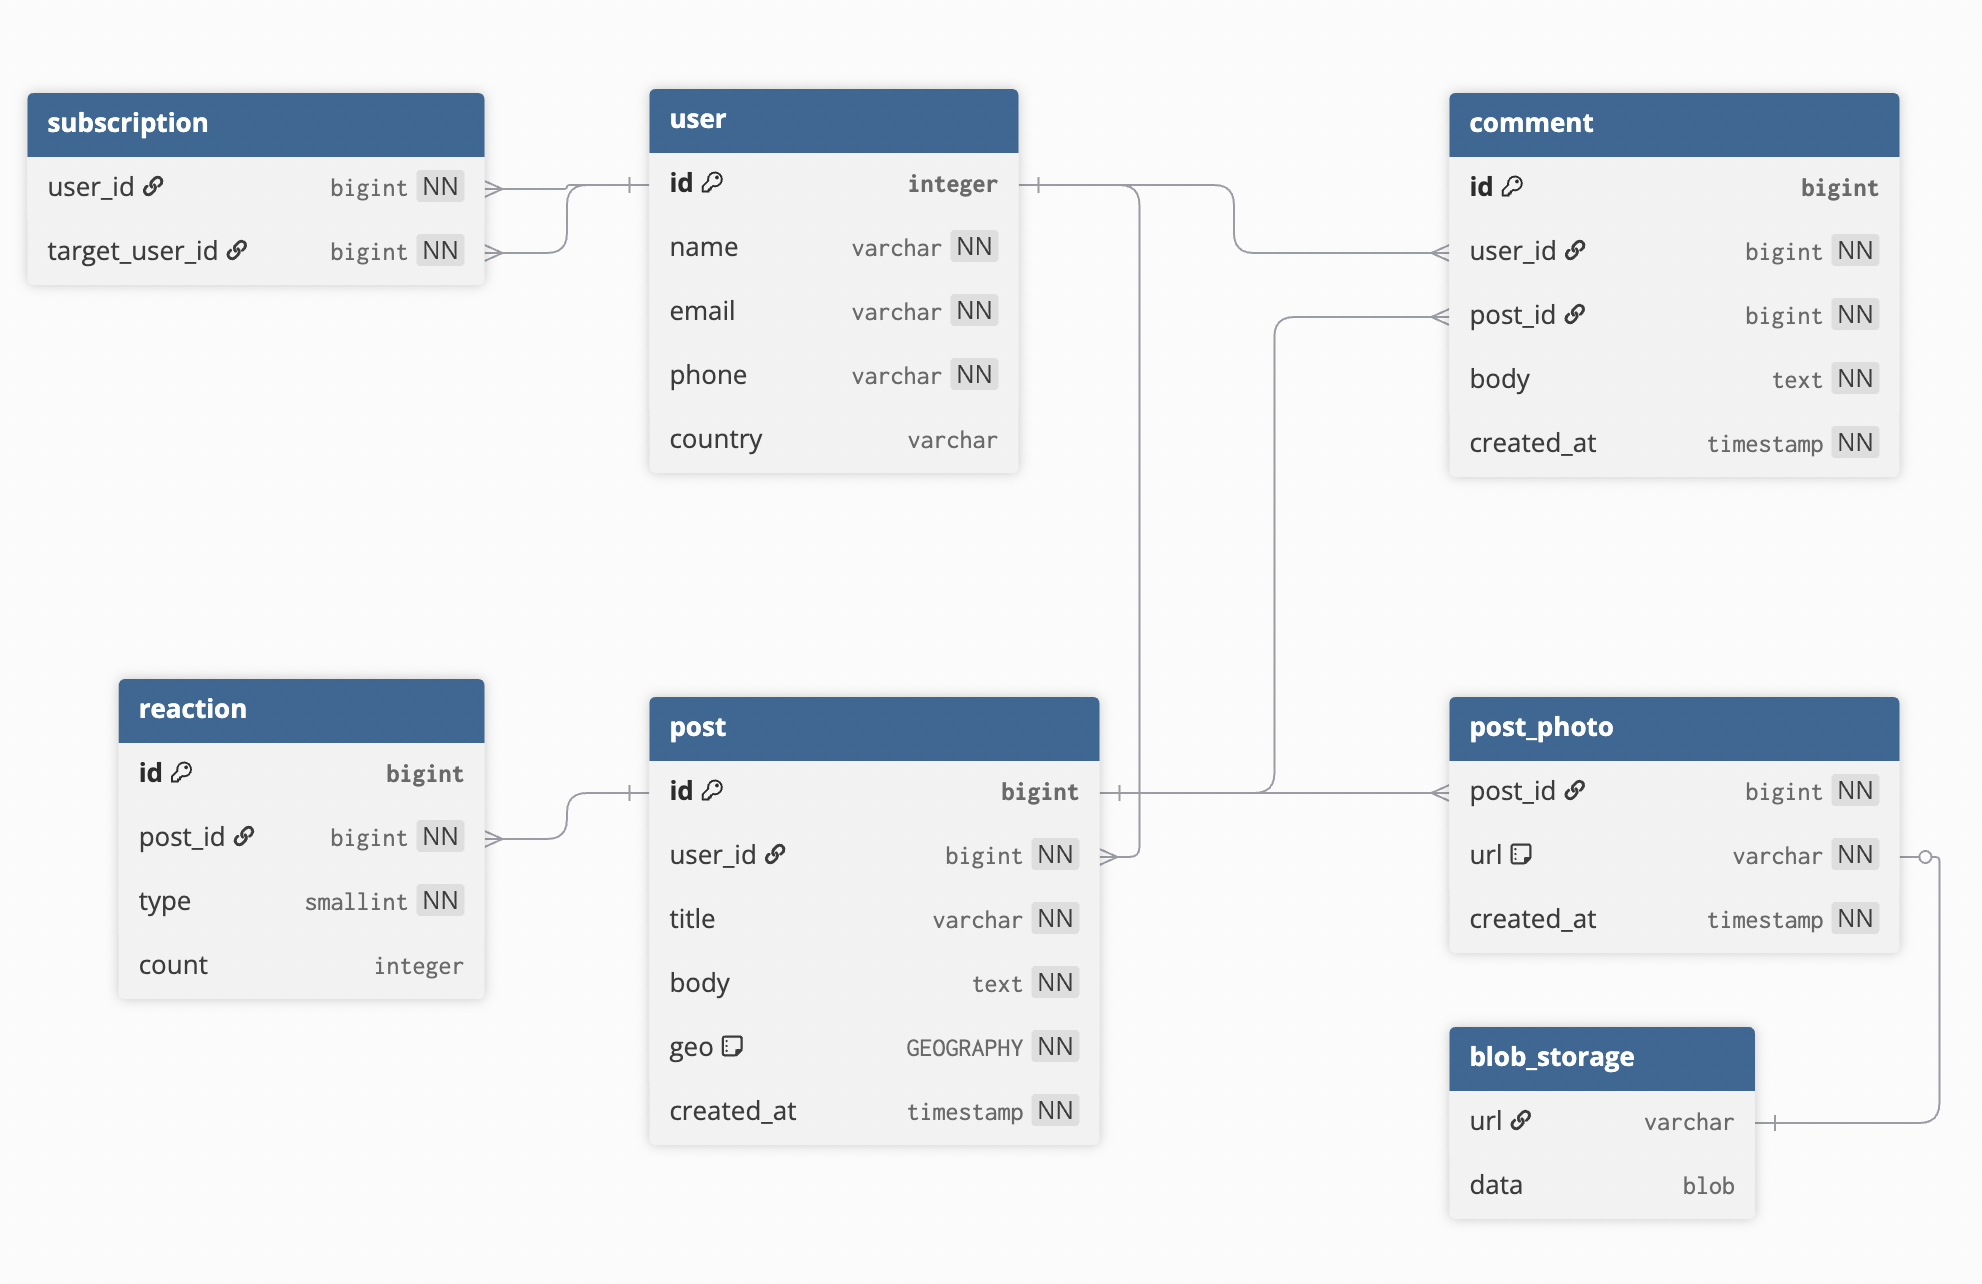 subscription
user_id bigint NN
target_user_id bigint NN
user
id integer
name varchar NN
email varchar NN
phone varchar NN
country varchar
comment
id bigint
user_id bigint NN
post_id bigint NN
body text NN
created_at timestamp NN
reaction
id bigint
post_id bigint NN
type smallint NN
count integer
post
id bigint
user_id bigint NN
title varchar NN
body text NN
geo GEOGRAPHY NN
created_at timestamp NN
post_photo
post_id bigint NN
url varchar NN
created_at timestamp NN
blob_storage
url varchar
data blob